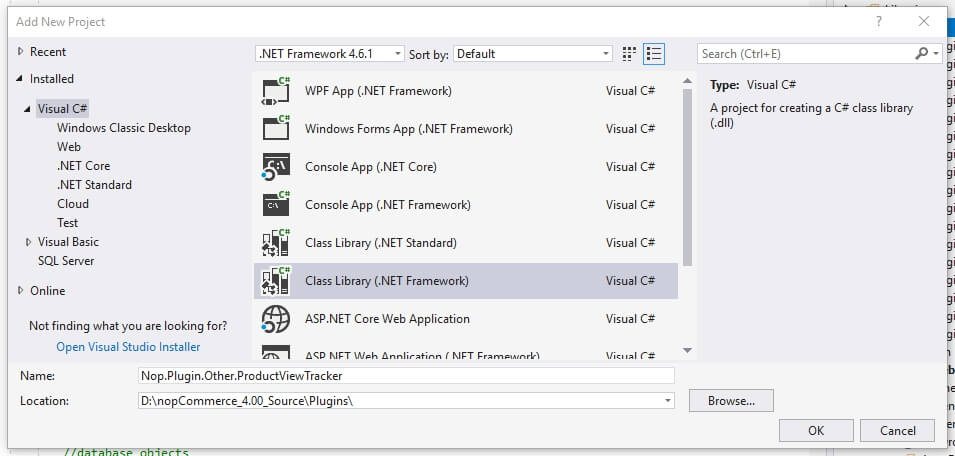 Add New Project
Recent
Installed
Visual C#
Windows Classic Desktop
Web
.NET Core
.NET Standard
Cloud
Test
Visual Basic
SQL Server
Online
Not finding what you are looking for?
Open Visual Studio Installer
.NET Framework 4.6.1 Sort by: Default
WPF App (.NET Framework) Visual C#
Windows Forms App (.NET Framework) Visual C#
Console App (.NET Core) Visual C#
Console App (.NET Framework) Visual C#
Class Library (.NET Standard) Visual C#
Class Library (.NET Framework) Visual C#
ASP.NET Core Web Application Visual C#
ASP.NET Web Application (.NET Framework) Visual C#
Search (Ctrl+E)
Type: Visual C#
A project for creating a C# class library
(.dll)
Name: Nop.Plugin.Other.ProductViewTracker
Location: D:\nopCommerce_4.00_Source\Plugins\
Browse...
OK Cancel
//database objects